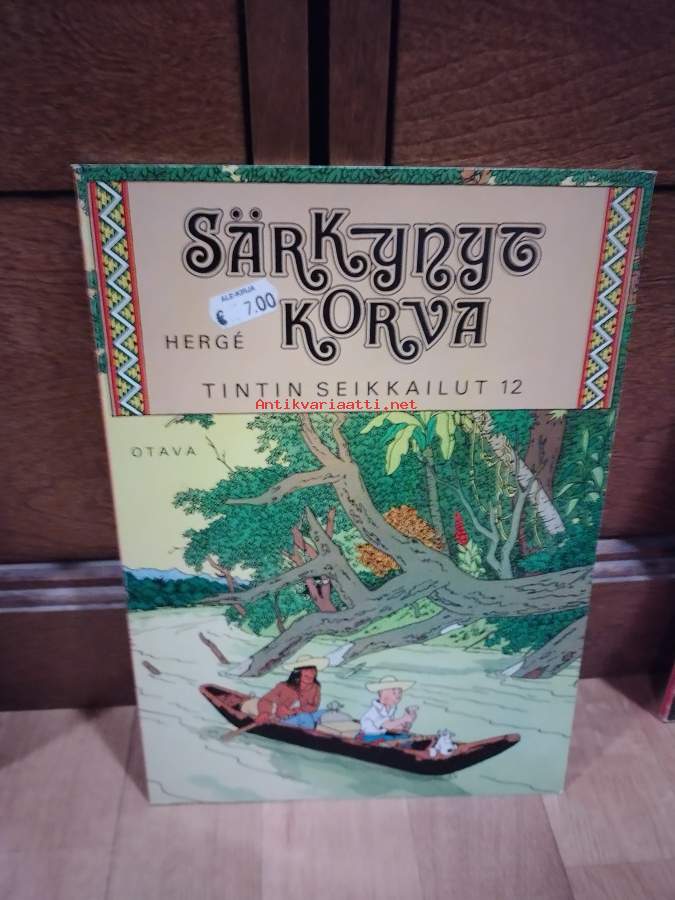 SÄRKYNYT
ALE-KIRJA
€ 7.00
KORVA
HERGÉ
TINTIN SEIKKAILUT 12
Antikvariaatti.net
OTAVA